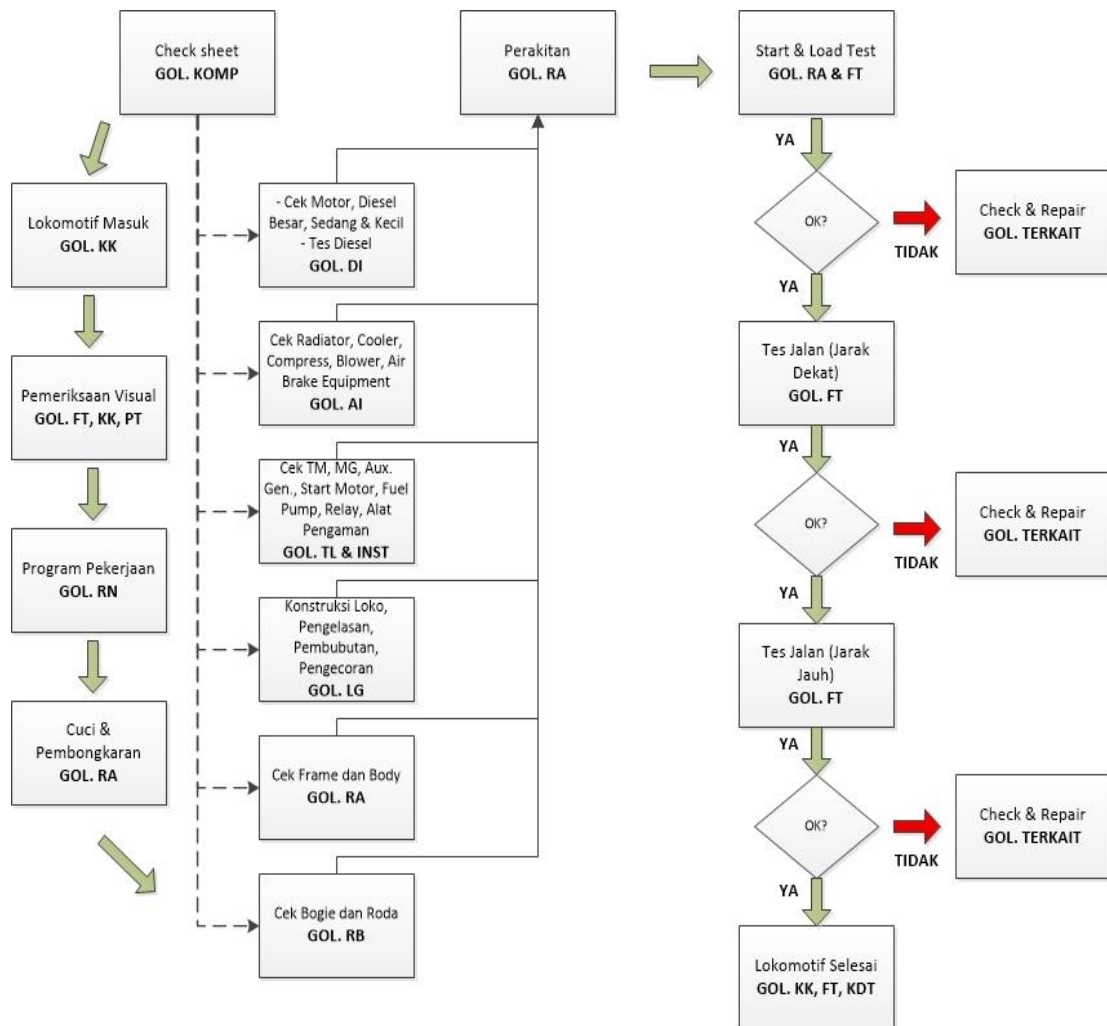 Check sheet
GOL. KOMP
Lokomotif Masuk
GOL. KK
Pemeriksaan Visual
GOL. FT, KK, PT
Program Pekerjaan
GOL. RN
Cuci &
Pembongkaran
GOL. RA
- Cek Motor, Diesel
Besar, Sedang & Kecil
- Tes Diesel
GOL. DI
Cek Radiator, Cooler,
Compress, Blower, Air
Brake Equipment
GOL. AI
Cek TM, MG, Aux.
Gen., Start Motor, Fuel
Pump, Relay, Alat
Pengaman
GOL. TL & INST
Konstruksi Loko,
Pengelasan,
Pembubutan,
Pengecoran
GOL. LG
Cek Frame dan Body
GOL. RA
Cek Bogie dan Roda
GOL. RB
Perakitan
GOL. RA
Start & Load Test
GOL. RA & FT
YA
OK?
TIDAK
Check & Repair
GOL. TERKAIT
YA
Tes Jalan (Jarak
Dekat)
GOL. FT
YA
OK?
TIDAK
Check & Repair
GOL. TERKAIT
YA
Tes Jalan (Jarak
Jauh)
GOL. FT
YA
OK?
TIDAK
Check & Repair
GOL. TERKAIT
YA
Lokomotif Selesai
GOL. KK, FT, KDT